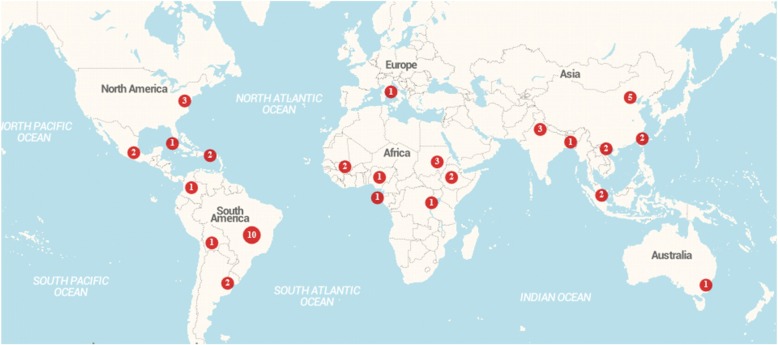 Europe
Asia
North America
1
3
5
NORTH ATLANTIC
OCEAN
NORTH PACIFIC
OCEAN
3
1
2
1
2
2
2
Africa
3
2
1
2
1
2
1
1
2
South
America
10
1
Australia
2
1
SOUTH PACIFIC
OCEAN
SOUTH ATLANTIC
OCEAN
INDIAN OCEAN